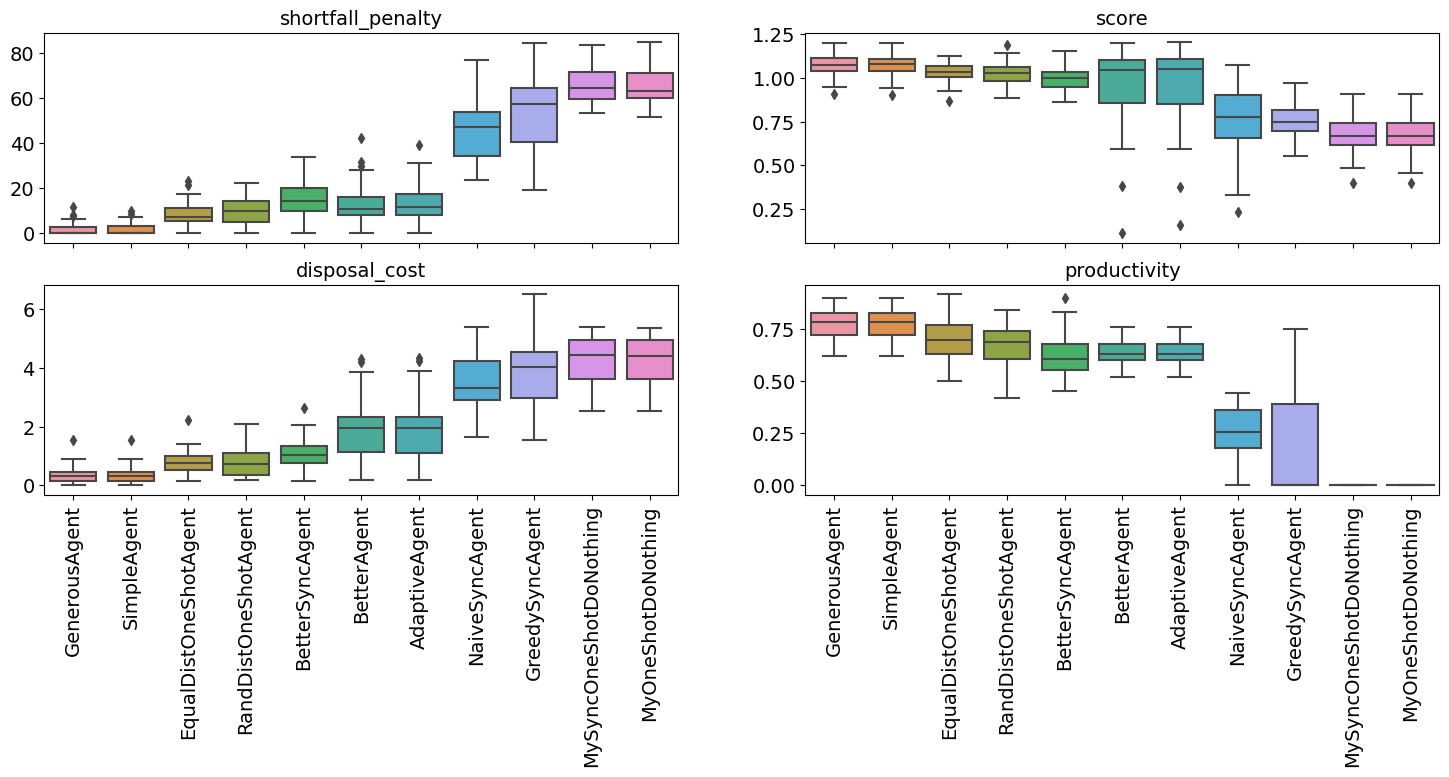 shortfall_penalty
80
60
40
20
0
score
1.25
1.00
0.75
0.50
0.25
disposal_cost
6
4
2
0
productivity
0.75
0.50
0.25
0.00
GenerousAgent
SimpleAgent
EqualDistOneShotAgent
RandDistOneShotAgent
BetterSyncAgent
BetterAgent
AdaptiveAgent
NaiveSyncAgent
GreedySyncAgent
MySyncOneShotDoNothing
MyOneShotDoNothing
GenerousAgent
SimpleAgent
EqualDistOneShotAgent
RandDistOneShotAgent
BetterSyncAgent
BetterAgent
AdaptiveAgent
NaiveSyncAgent
GreedySyncAgent
MySyncOneShotDoNothing
MyOneShotDoNothing